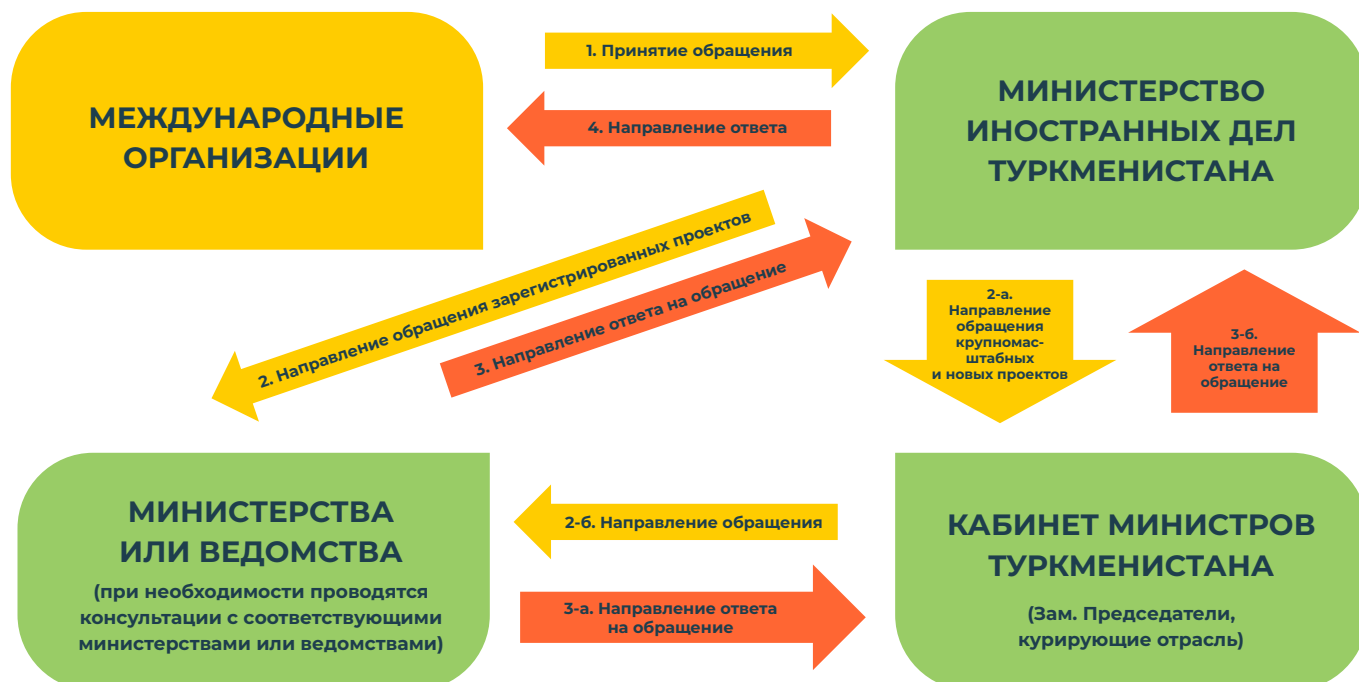 МЕЖДУНАРОДНЫЕ
ОРГАНИЗАЦИИ
1. Принятие обращения
4. Направление ответа
МИНИСТЕРСТВО
ИНОСТРАННЫХ ДЕЛ
ТУРКМЕНИСТАНА
2. Направление обращения зарегистрированных проектов
3. Направление ответа на обращение
2-а.
Направление
обращения
крупномас-
штабных
и новых проектов
3-б.
Направление
ответа на
обращение
МИНИСТЕРСТВА
ИЛИ ВЕДОМСТВА
(при необходимости проводятся
консультации с соответствующими
министерствами или ведомствами)
2-б. Направление обращения
3-а. Направление ответа
на обращение
КАБИНЕТ МИНИСТРОВ
ТУРКМЕНИСТАНА
(Зам. Председатели,
курирующие отрасль)